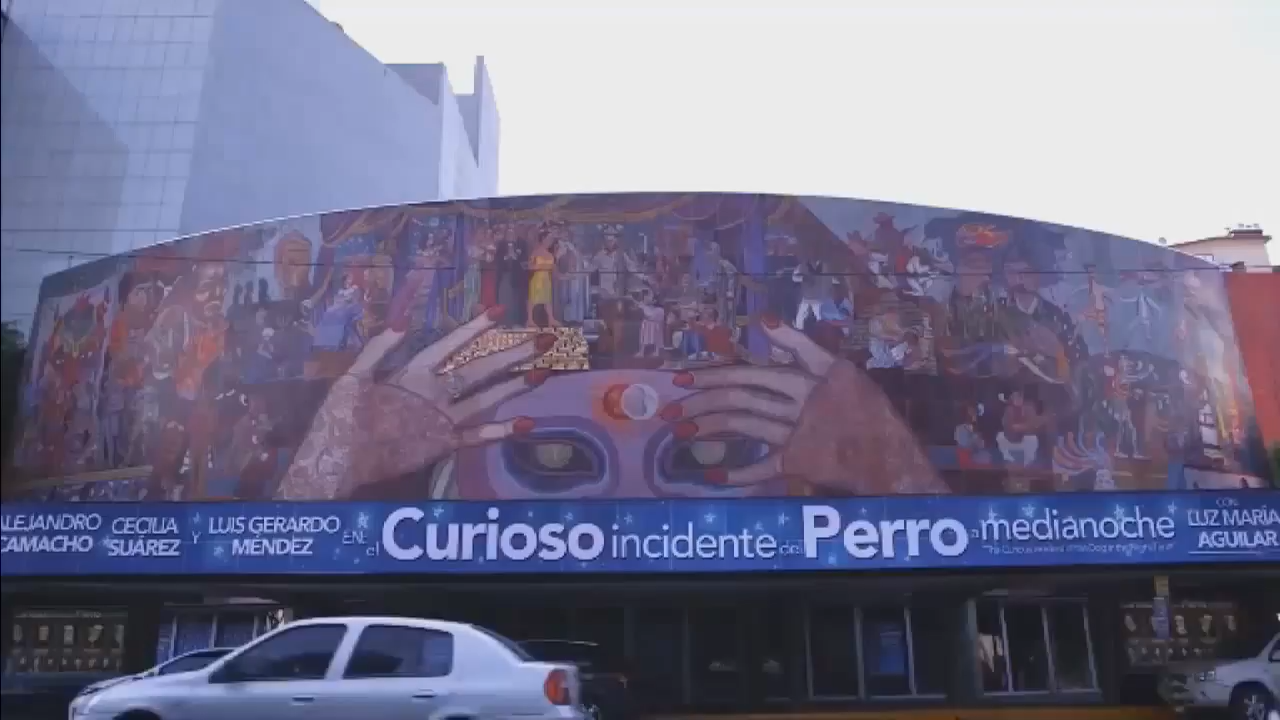 ALEJANDRO CAMACHO
CECILIA SUÁREZ
Y
LUIS GERARDO MÉNDEZ
EN:
el Curioso incidente del Perro a medianoche
CON
LUZ MARÍA AGUILAR